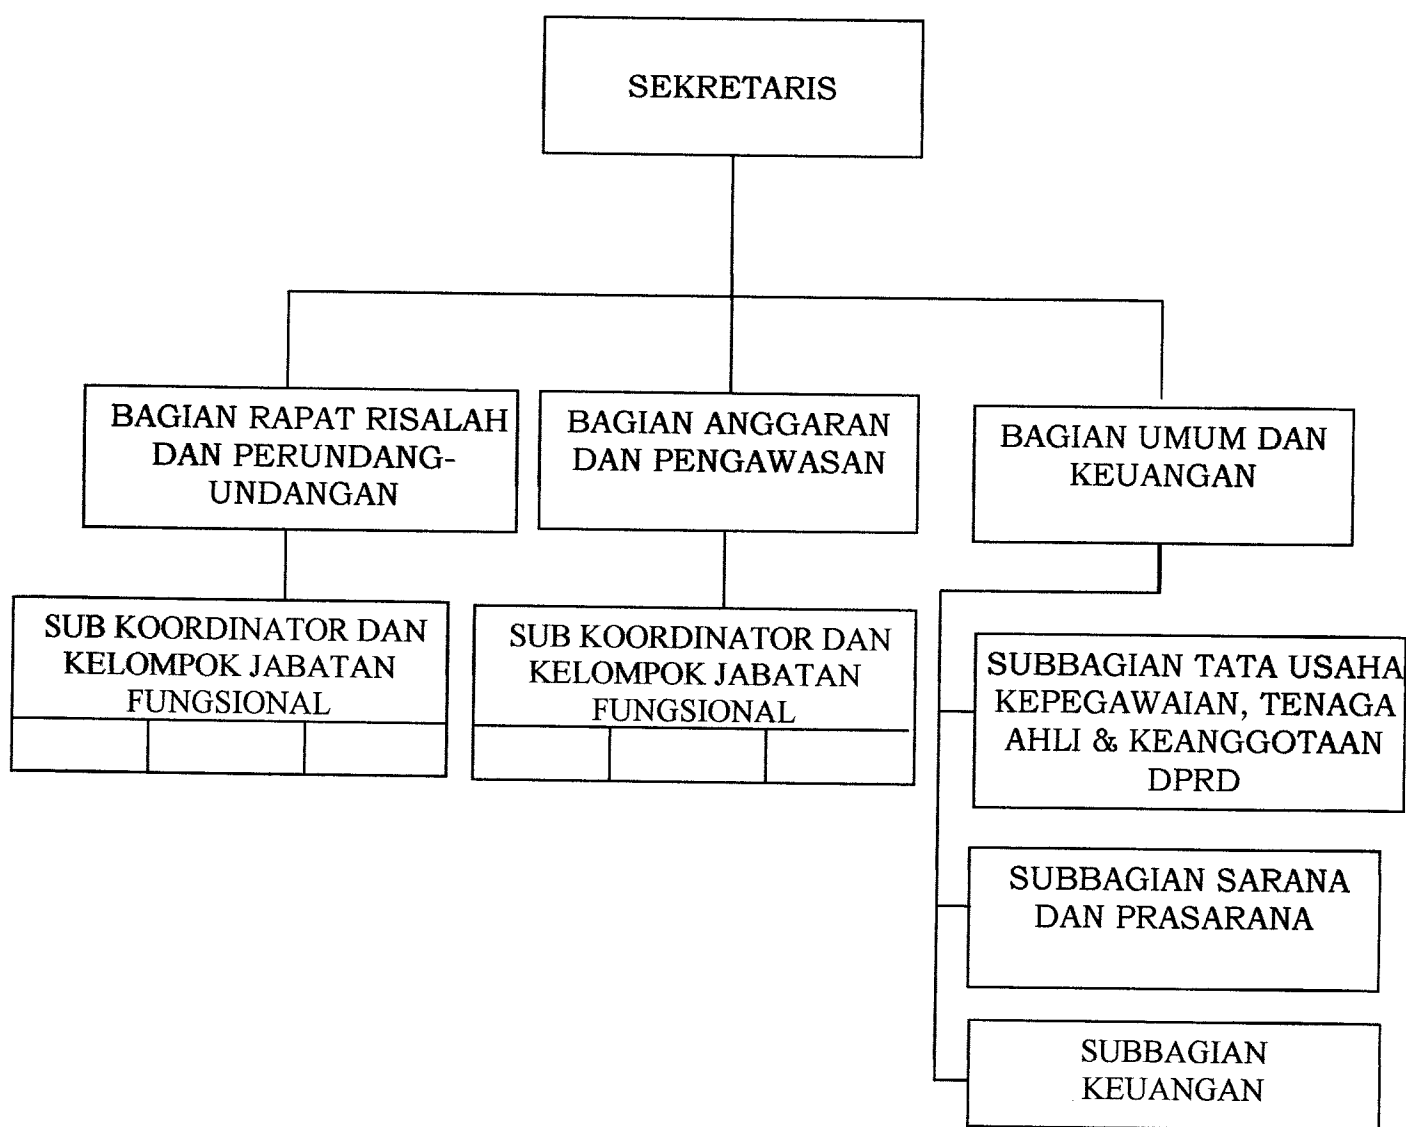 SEKRETARIS
BAGIAN RAPAT RISALAH
DAN PERUNDANG-
UNDANGAN
BAGIAN ANGGARAN
DAN PENGAWASAN
BAGIAN UMUM DAN
KEUANGAN
SUB KOORDINATOR DAN
KELOMPOK JABATAN
FUNGSIONAL
SUB KOORDINATOR DAN
KELOMPOK JABATAN
FUNGSIONAL
SUBBAGIAN TATA USAHA
KEPEGAWAIAN, TENAGA
AHLI & KEANGGOTAAN
DPRD
SUBBAGIAN SARANA
DAN PRASARANA
SUBBAGIAN
KEUANGAN